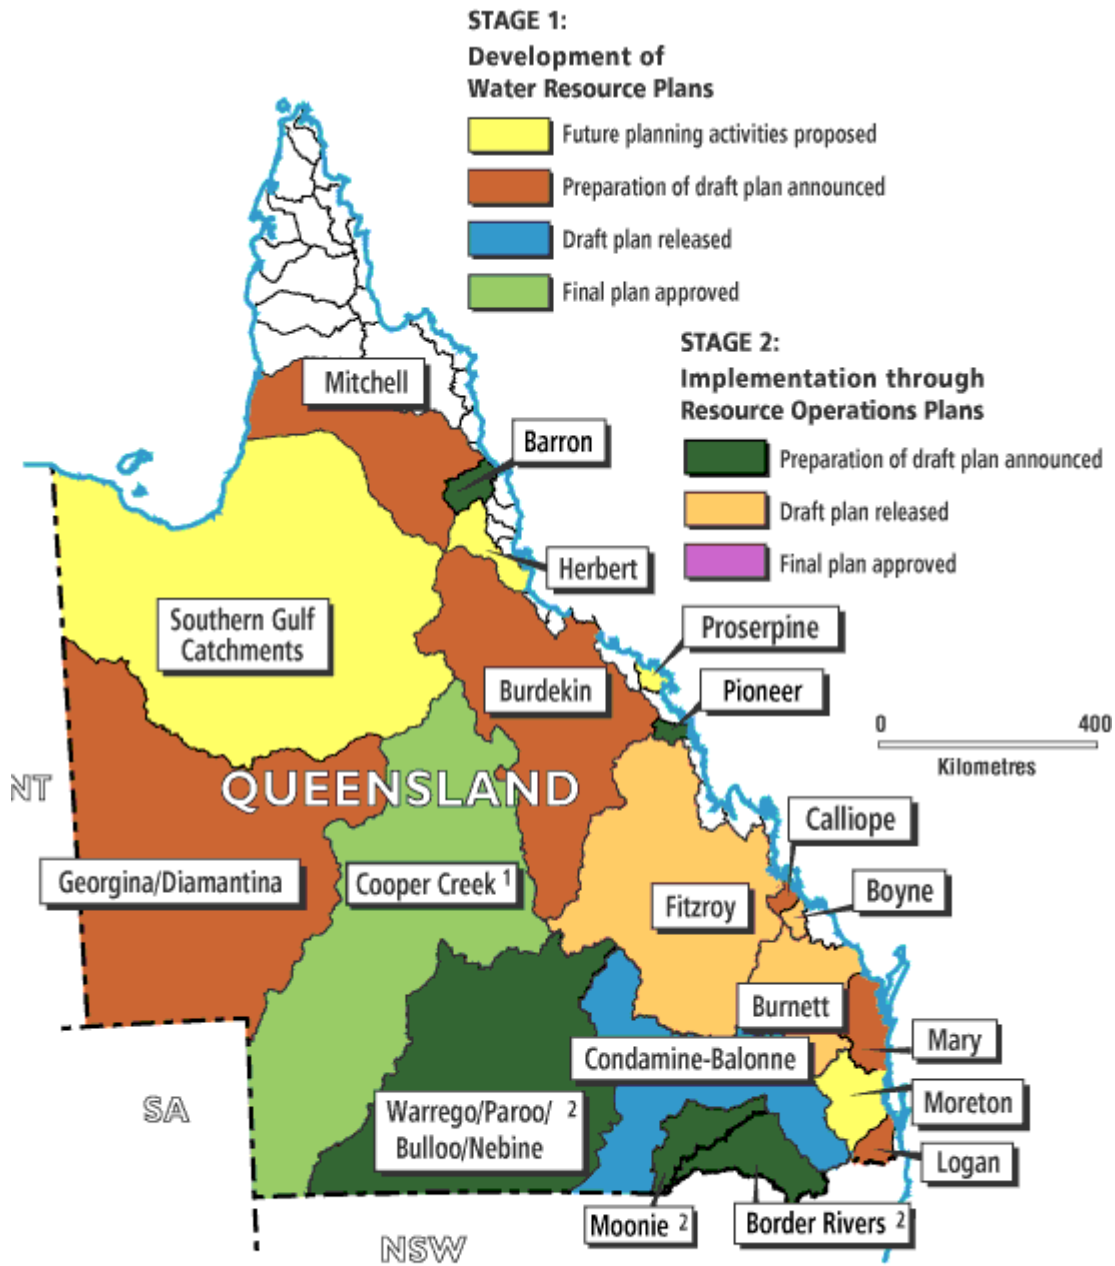 STAGE 1:
Development of
Water Resource Plans
Future planning activities proposed
Preparation of draft plan announced
Draft plan released
Final plan approved
STAGE 2:
Implementation through
Resource Operations Plans
Preparation of draft plan announced
Draft plan released
Final plan approved
Mitchell
Barron
Herbert
Southern Gulf
Catchments
Proserpine
Burdekin
Pioneer
0 400
Kilometres
NT
QUEENSLAND
Calliope
Georgina/Diamantina
Cooper Creek 1
Fitzroy
Boyne
Burnett
Mary
Condamine-Balonne
SA
Warrego/Paroo/ 2
Bulloo/Nebine
Moreton
Logan
Moonie 2
Border Rivers 2
NSW